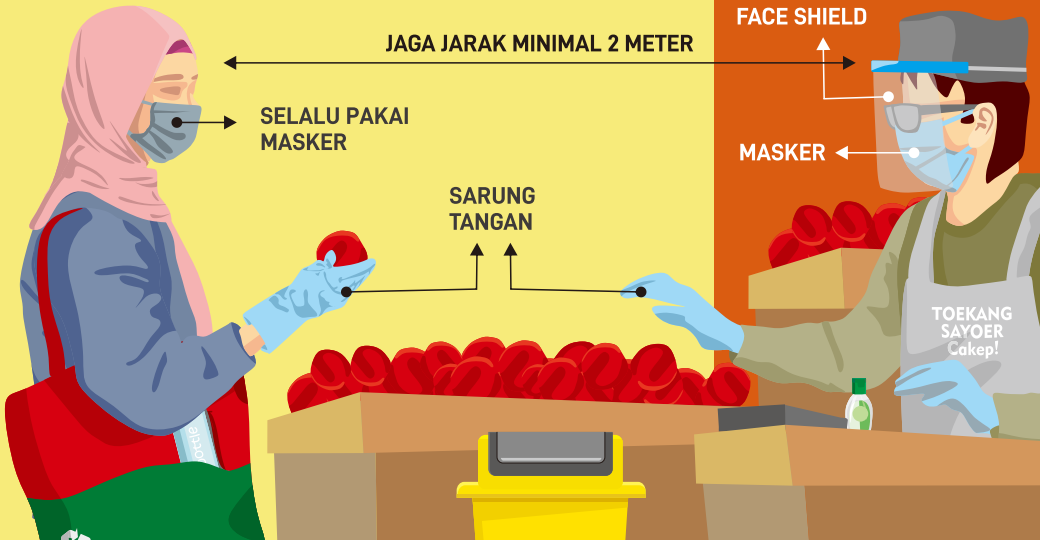 JAGA JARAK MINIMAL 2 METER
FACE SHIELD
SELALU PAKAI
MASKER
MASKER
SARUNG
TANGAN
TOEKANG
SAYOER
Cakep!